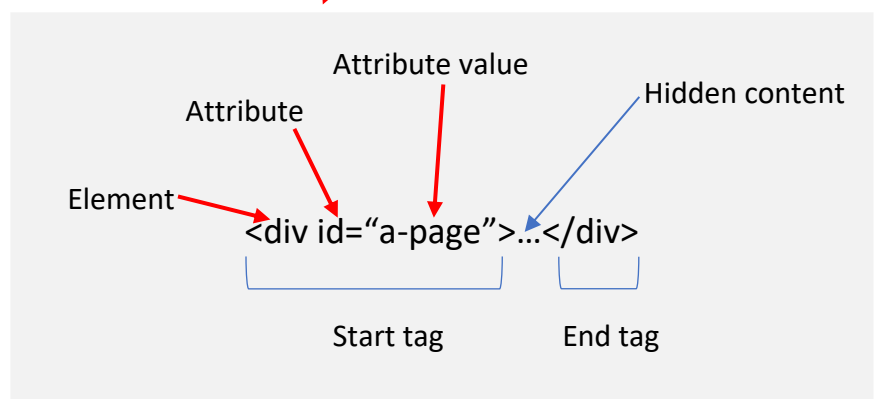 Attribute value
Hidden content
Attribute
Element
<div id=“a-page”>…</div>
Start tag
End tag